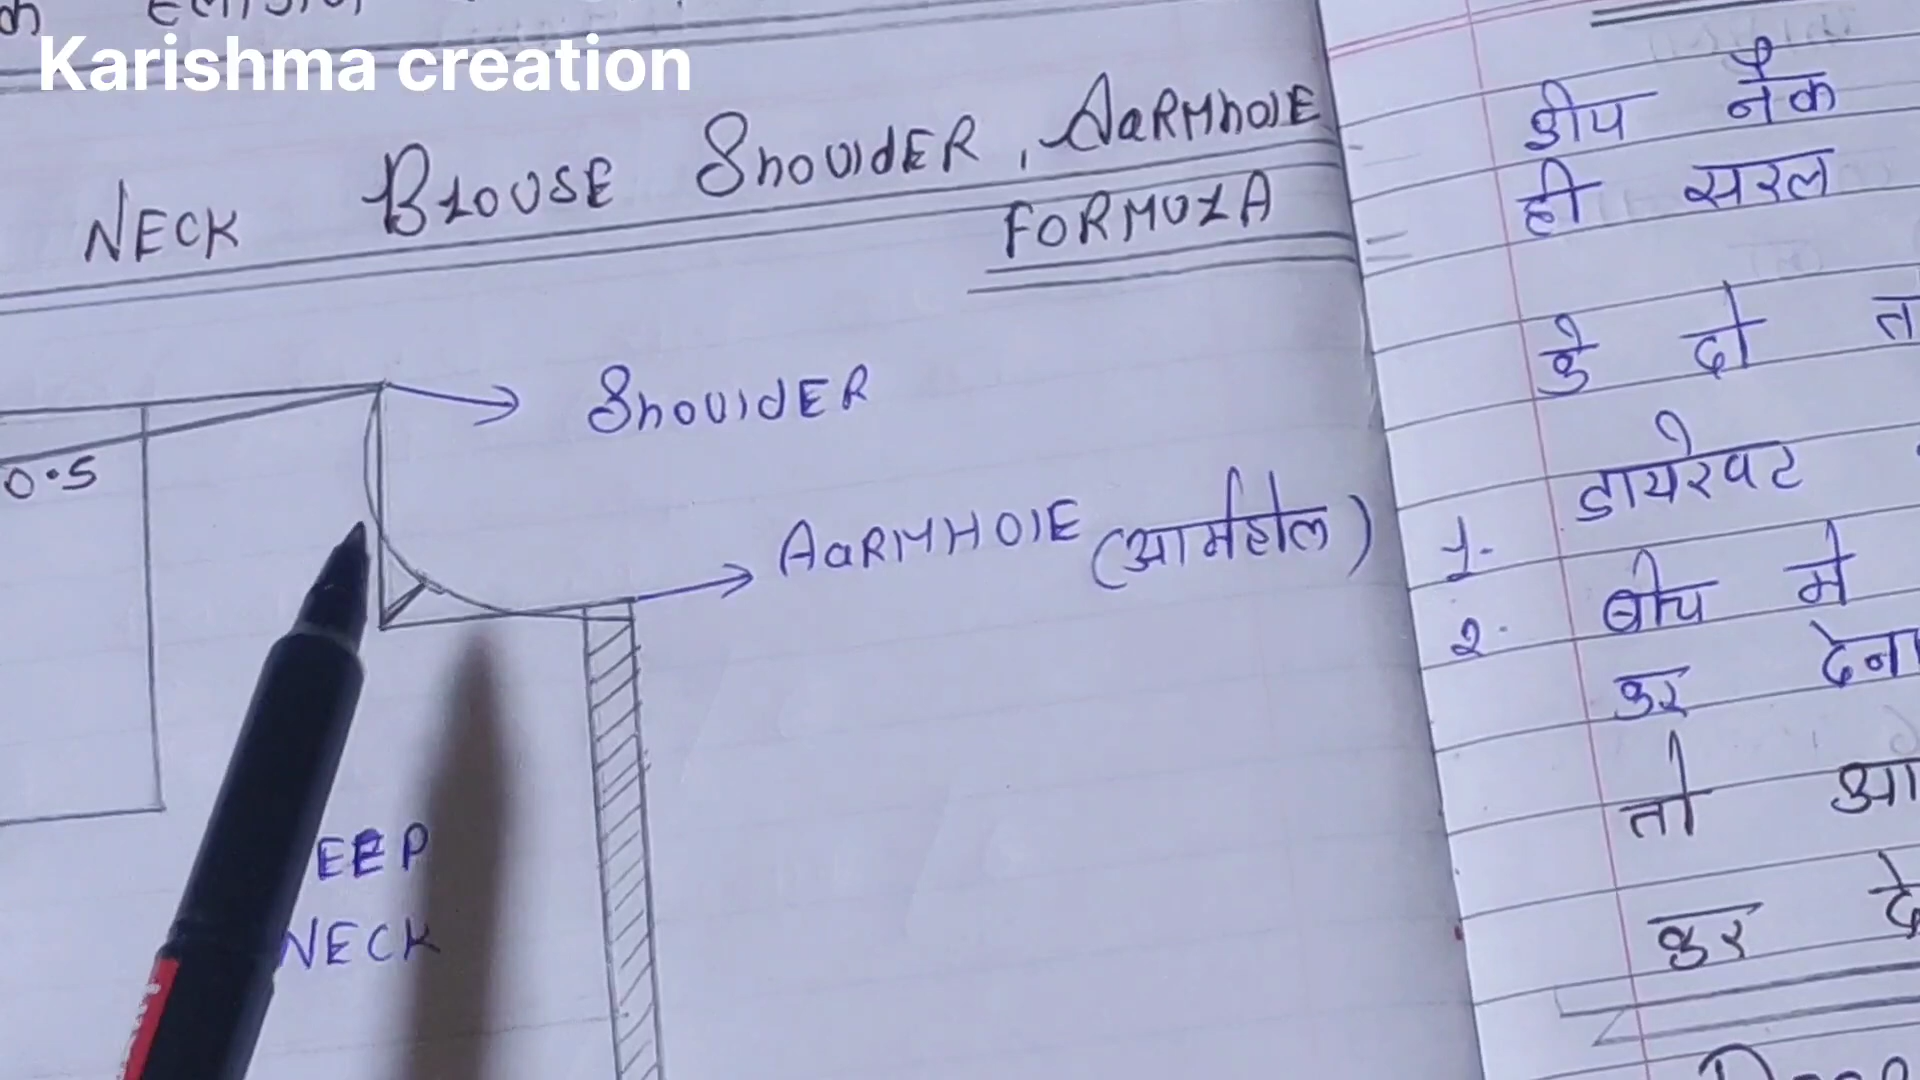 Karishma creation
NECK BLOUSE SHOULDER, AARMHOLE
FORMULA
SHOULDER
0.5
AARMHOLE (आर्महोल)
EEP
NECK
डीप नेक
ही सरल
के दो
डायरेक्ट
1.
2. बीच मे
कर देना
तो
कर दे